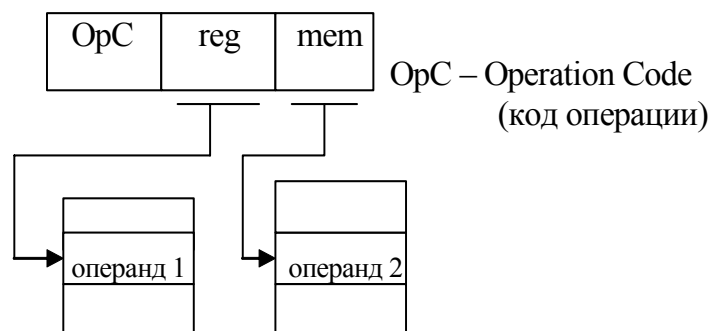 OpC reg mem
OpC – Operation Code
(код операции)
операнд 1 операнд 2